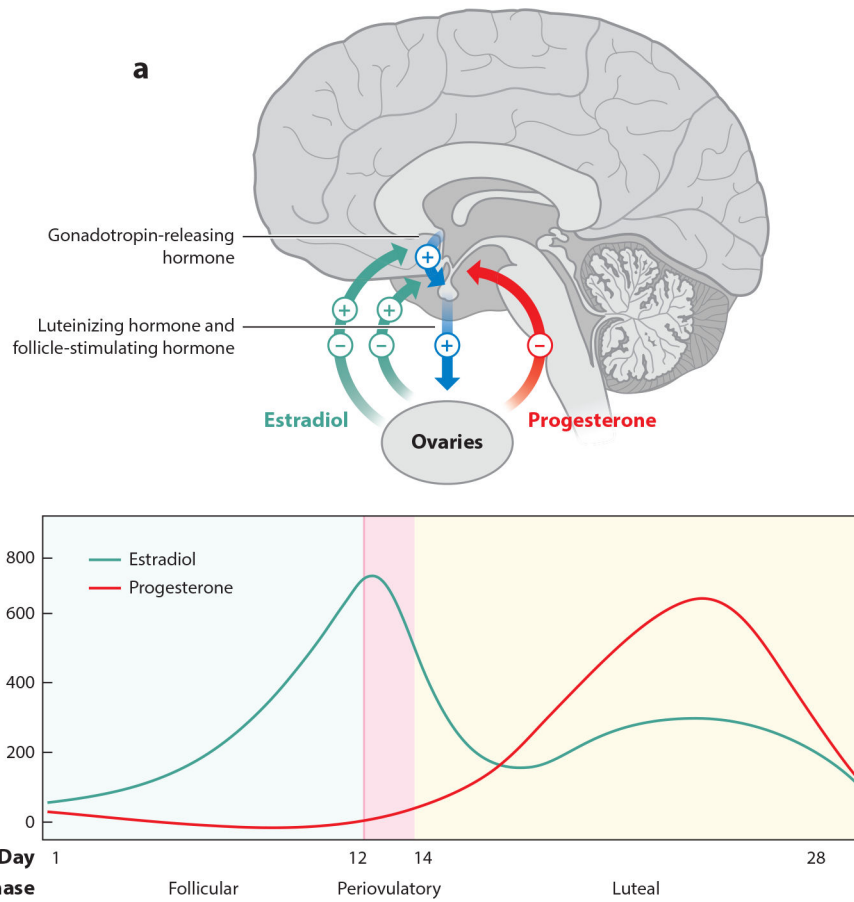 a
Gonadotropin-releasing
hormone
+
+
+
Luteinizing hormone and
follicle-stimulating hormone
−
−
+
−
Estradiol
Progesterone
Ovaries
800
Estradiol
Progesterone
600
400
200
0
Day
1
12
14
28
hase
Follicular
Periovulatory
Luteal